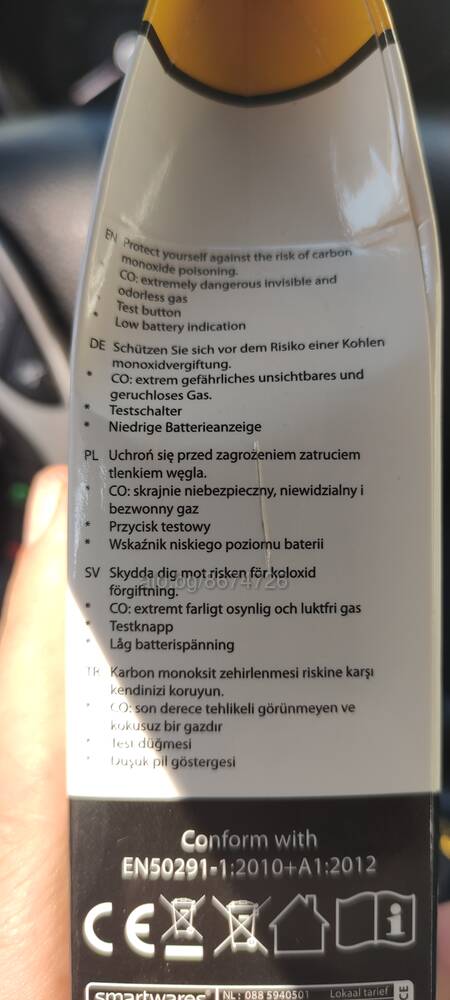 EN Protect yourself against the risk of carbon
monoxide poisoning.
CO: extremely dangerous invisible and
odorless gas
Test button
Low battery indication
DE Schützen Sie sich vor dem Risiko einer Kohlen
monoxidvergiftung.
* CO: extrem gefährliches unsichtbares und
geruchloses Gas.
* Testschalter
* Niedrige Batterieanzeige
PL Uchroń się przed zagrożeniem zatruciem
tlenkiem węgla.
* CO: skrajnie niebezpieczny, niewidzialny i
bezwonny gaz
* Przycisk testowy
* Wskaźnik niskiego poziomu baterii
SV Skydda dig mot risken för koloxid
förgiftning.
* CO: extremt farligt osynlig och luktfri gas
* Testknapp
* Låg batterispänning
TR Karbon monoksit zehirlenmesi riskine karşı
kendinizi koruyun.
* CO: son derece tehlikeli görünmeyen ve
kokusuz bir gazdır
* Test düğmesi
* Düşük pil göstergesi
Conform with
EN50291-1:2010+A1:2012
CE
smartwares® NL: 088 5940501 Lokaal tarief